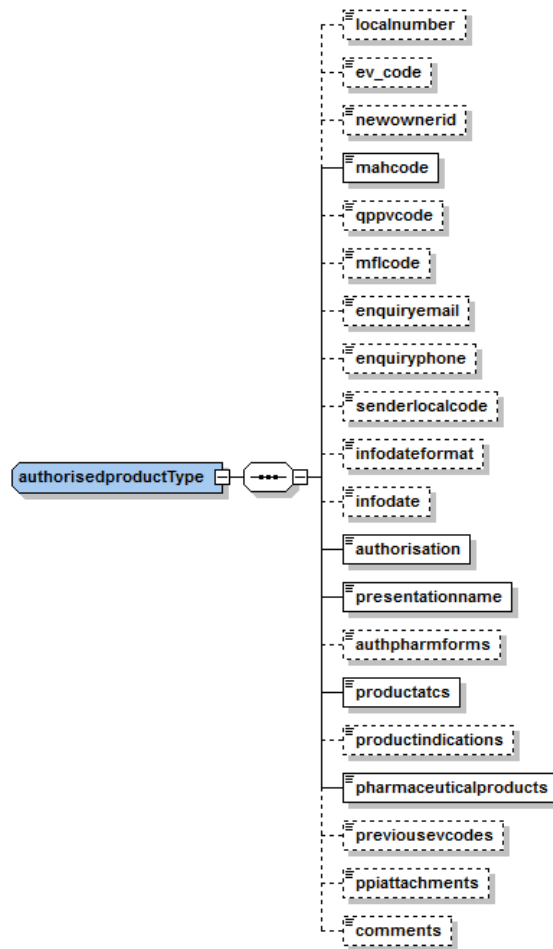 localnumber
ev_code
newownerid
mahcode
qppvcode
mflcode
enquiryemail
enquiryphone
senderlocalcode
authorisedproductType
infodateformat
infodate
authorisation
presentationname
authpharmforms
productatcs
productindications
pharmaceuticalproducts
previousevcodes
ppiattachments
comments